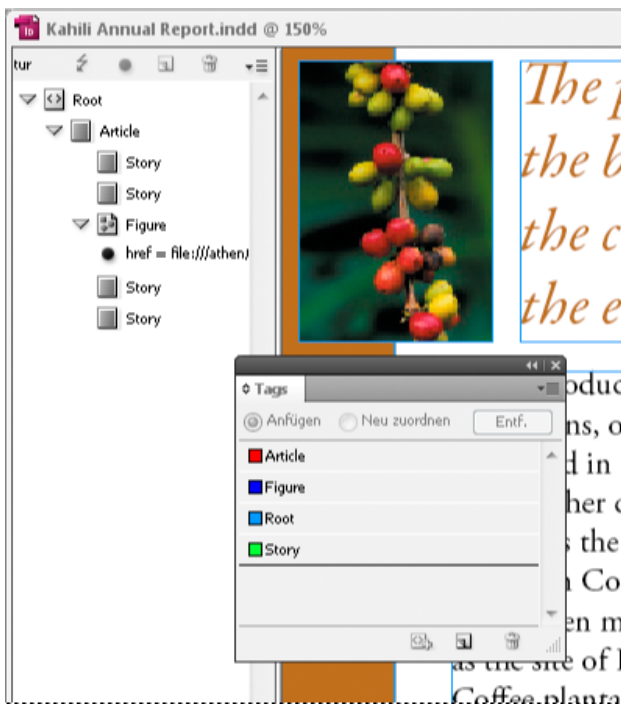 Kahili Annual Report.indd @ 150%
tur
Root
Article
Story
Story
Figure
href = file:///athen/
Story
Story
The p
the b
the c
the e
Tags
Anfügen Neu zuordnen Entf.
Article
Figure
Root
Story
oduc
ns, o
d in
her c
s the
n Co
en m
as the site of
Coffee planta